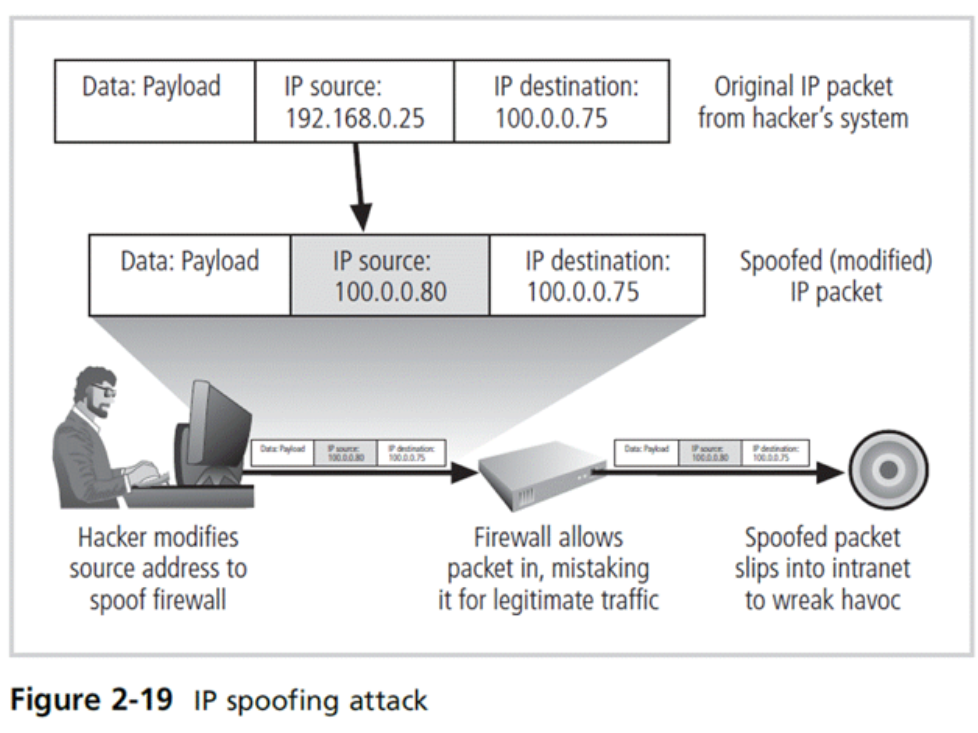 Data: Payload
IP source:
192.168.0.25
IP destination:
100.0.0.75
Original IP packet
from hacker's system
Data: Payload
IP source:
100.0.0.80
IP destination:
100.0.0.75
Spoofed (modified)
IP packet
Data: Payload
IP source:
100.0.0.80
IP destination:
100.0.0.75
Data: Payload
IP source:
100.0.0.80
IP destination:
100.0.0.75
Hacker modifies
source address to
spoof firewall
Firewall allows
packet in, mistaking
it for legitimate traffic
Spoofed packet
slips into intranet
to wreak havoc
Figure 2-19 IP spoofing attack